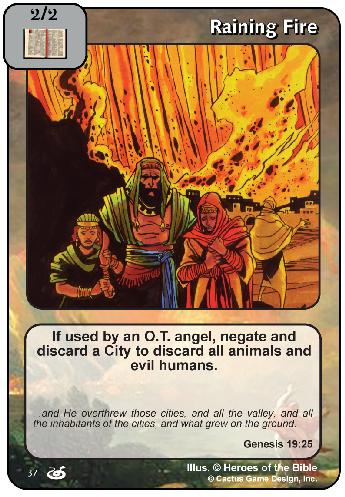 2/2
Raining Fire
If used by an O.T. angel, negate and
discard a City to discard all animals and
evil humans.
...and He overthrew those cities, and all the valley, and all
the inhabitants of the cities, and what grew on the ground.
Genesis 19:25
Illus. © Heroes of the Bible
© Cactus Game Design, Inc.